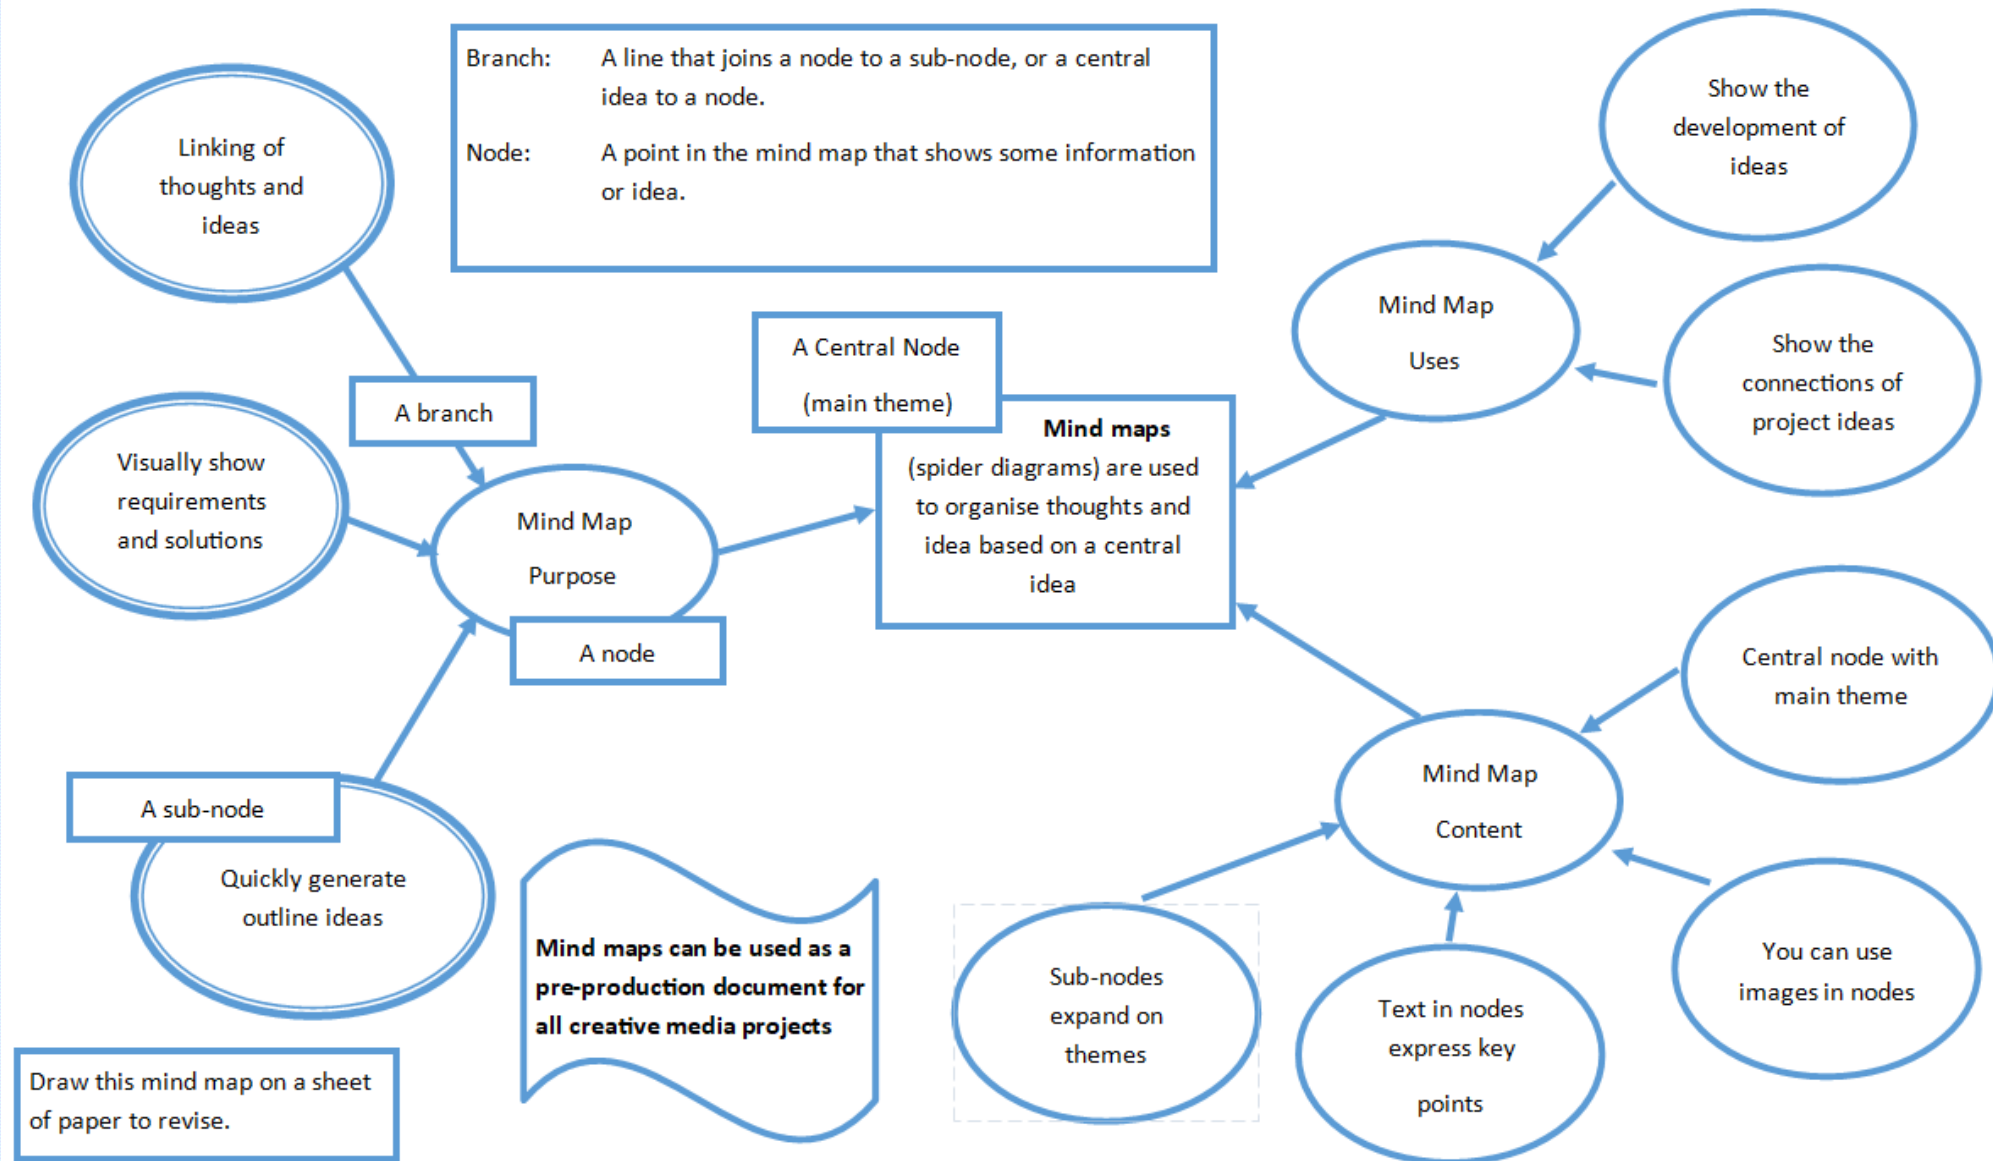 Branch: A line that joins a node to a sub-node, or a central
idea to a node.
Node: A point in the mind map that shows some information
or idea.
Linking of
thoughts and
ideas
A branch
Visually show
requirements
and solutions
Mind Map
Purpose
A node
A sub-node
Quickly generate
outline ideas
A Central Node
(main theme)
Mind maps
(spider diagrams) are used
to organise thoughts and
idea based on a central
idea
Show the
development of
ideas
Mind Map
Uses
Show the
connections of
project ideas
Central node with
main theme
Mind Map
Content
You can use
images in nodes
Text in nodes
express key
points
Sub-nodes
expand on
themes
Mind maps can be used as a
pre-production document for
all creative media projects
Draw this mind map on a sheet
of paper to revise.